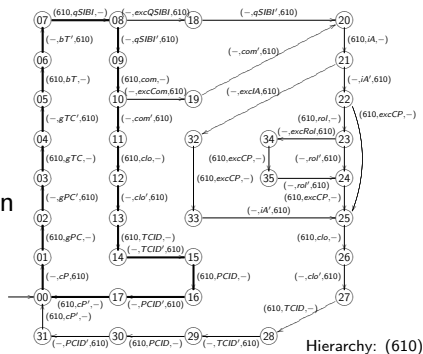 (610,qSIBI,−) (−,excQSIBI,610) (−,qSIBI′,610)
07 08 18 20
(−,bT′,610) (−,qSIBI′,610) (−,com′,610) (610,iA,−)
06 09 21
(610,bT,−) (610,com,−) (−,excIA,610) (−,iA′,610)
(−,excCom,610)
05 10 19 22
(−,gTC′,610) (−,com′,610) (610,rol,−) (610,excCP,−)
(−,excRol,610)
04 11 32 34 23
(610,gTC,−) (610,clo,−) (610,excCP,−) (−,rol′,610)
03 12 (610,excCP,−) 35 24
(−,rol′,610)
(−,gPC′,610) (−,clo′,610) (610,excCP,−)
n
02 13 33 (−,iA′,610) 25
(610,gPC,−) (610,TCID,−) (610,clo,−)
(−,TCID′,610)
01 14 15 26
(−,cP,610) (610,PCID,−) (−,clo′,610)
00 17 16 27
(610,cP′,−) (−,PCID′,610) (610,TCID,−)
(610,cP′,−)
31 30 29 28
(−,PCID′,610) (610,PCID,−) (−,TCID′,610)
Hierarchy: (610)